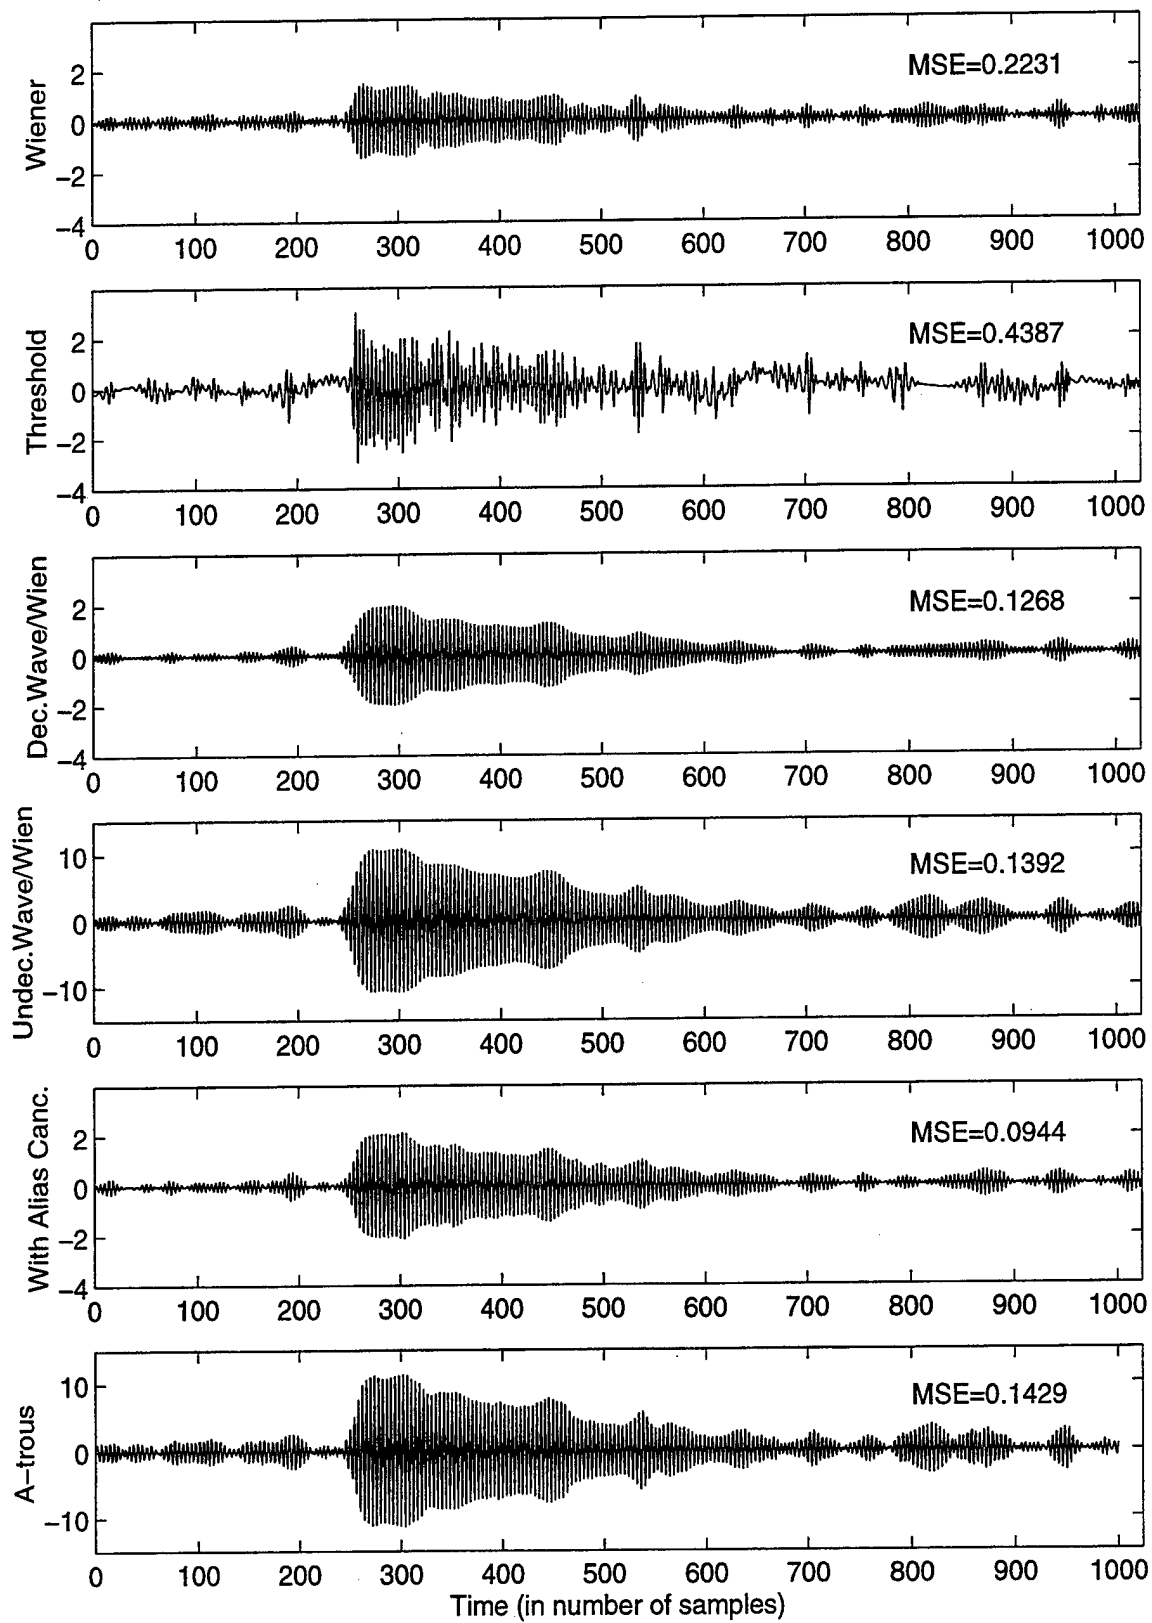 Wiener
MSE=0.2231
2
0
−2
−4
0 100 200 300 400 500 600 700 800 900 1000
Threshold
MSE=0.4387
2
0
−2
−4
0 100 200 300 400 500 600 700 800 900 1000
Dec.Wave/Wien
MSE=0.1268
2
0
−2
−4
0 100 200 300 400 500 600 700 800 900 1000
Undec.Wave/Wien
MSE=0.1392
10
0
−10
0 100 200 300 400 500 600 700 800 900 1000
With Alias Canc.
MSE=0.0944
2
0
−2
−4
0 100 200 300 400 500 600 700 800 900 1000
A−trous
MSE=0.1429
10
0
−10
0 100 200 300 400 500 600 700 800 900 1000
Time (in number of samples)